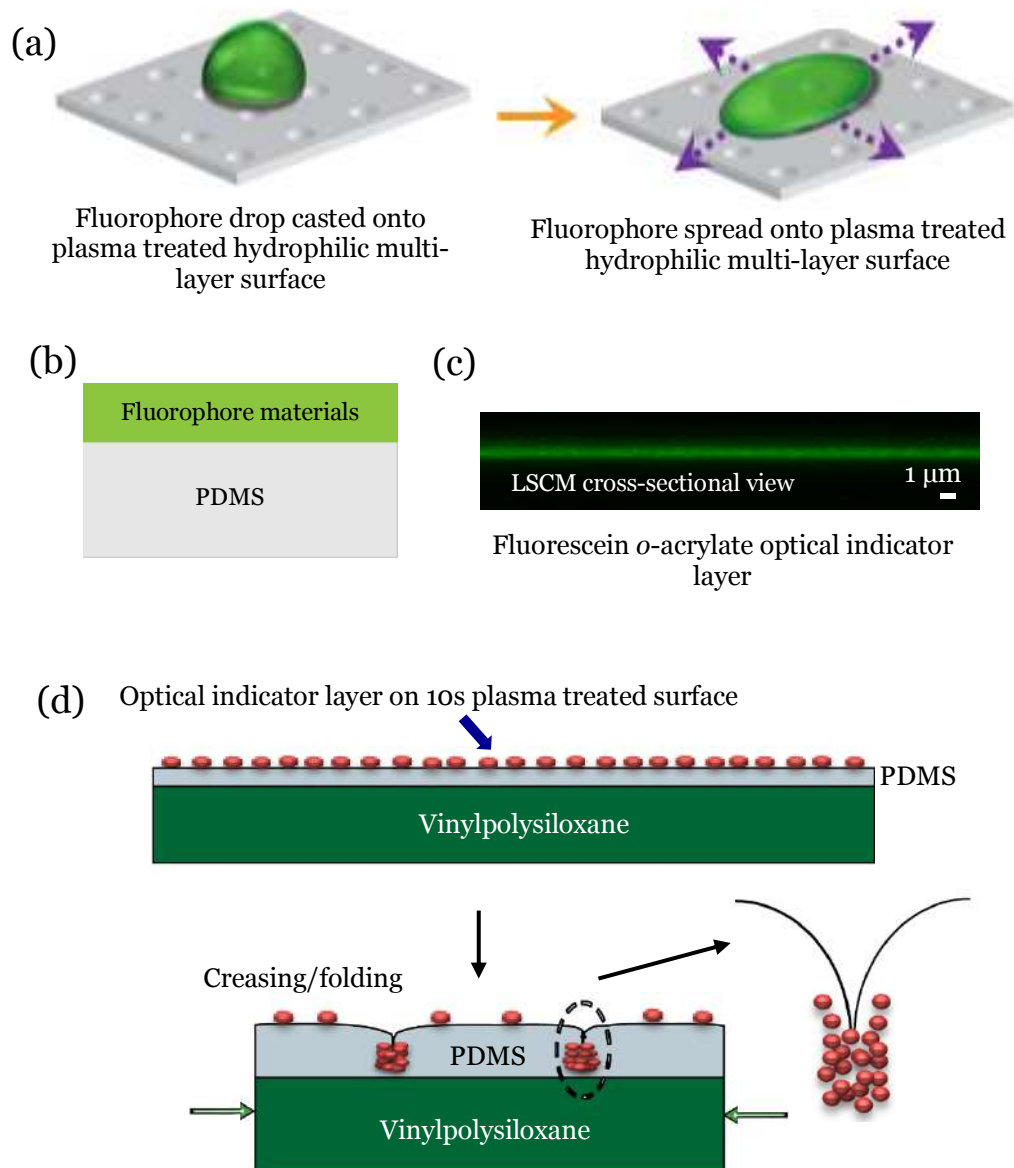 (a)
Fluorophore drop casted onto
plasma treated hydrophilic multi-
layer surface
Fluorophore spread onto plasma treated
hydrophilic multi-layer surface
(b)
Fluorophore materials
PDMS
(c)
LSCM cross-sectional view
1 μm
Fluorescein o-acrylate optical indicator
layer
(d)
Optical indicator layer on 10s plasma treated surface
PDMS
Vinylpolysiloxane
Creasing/folding
PDMS
Vinylpolysiloxane